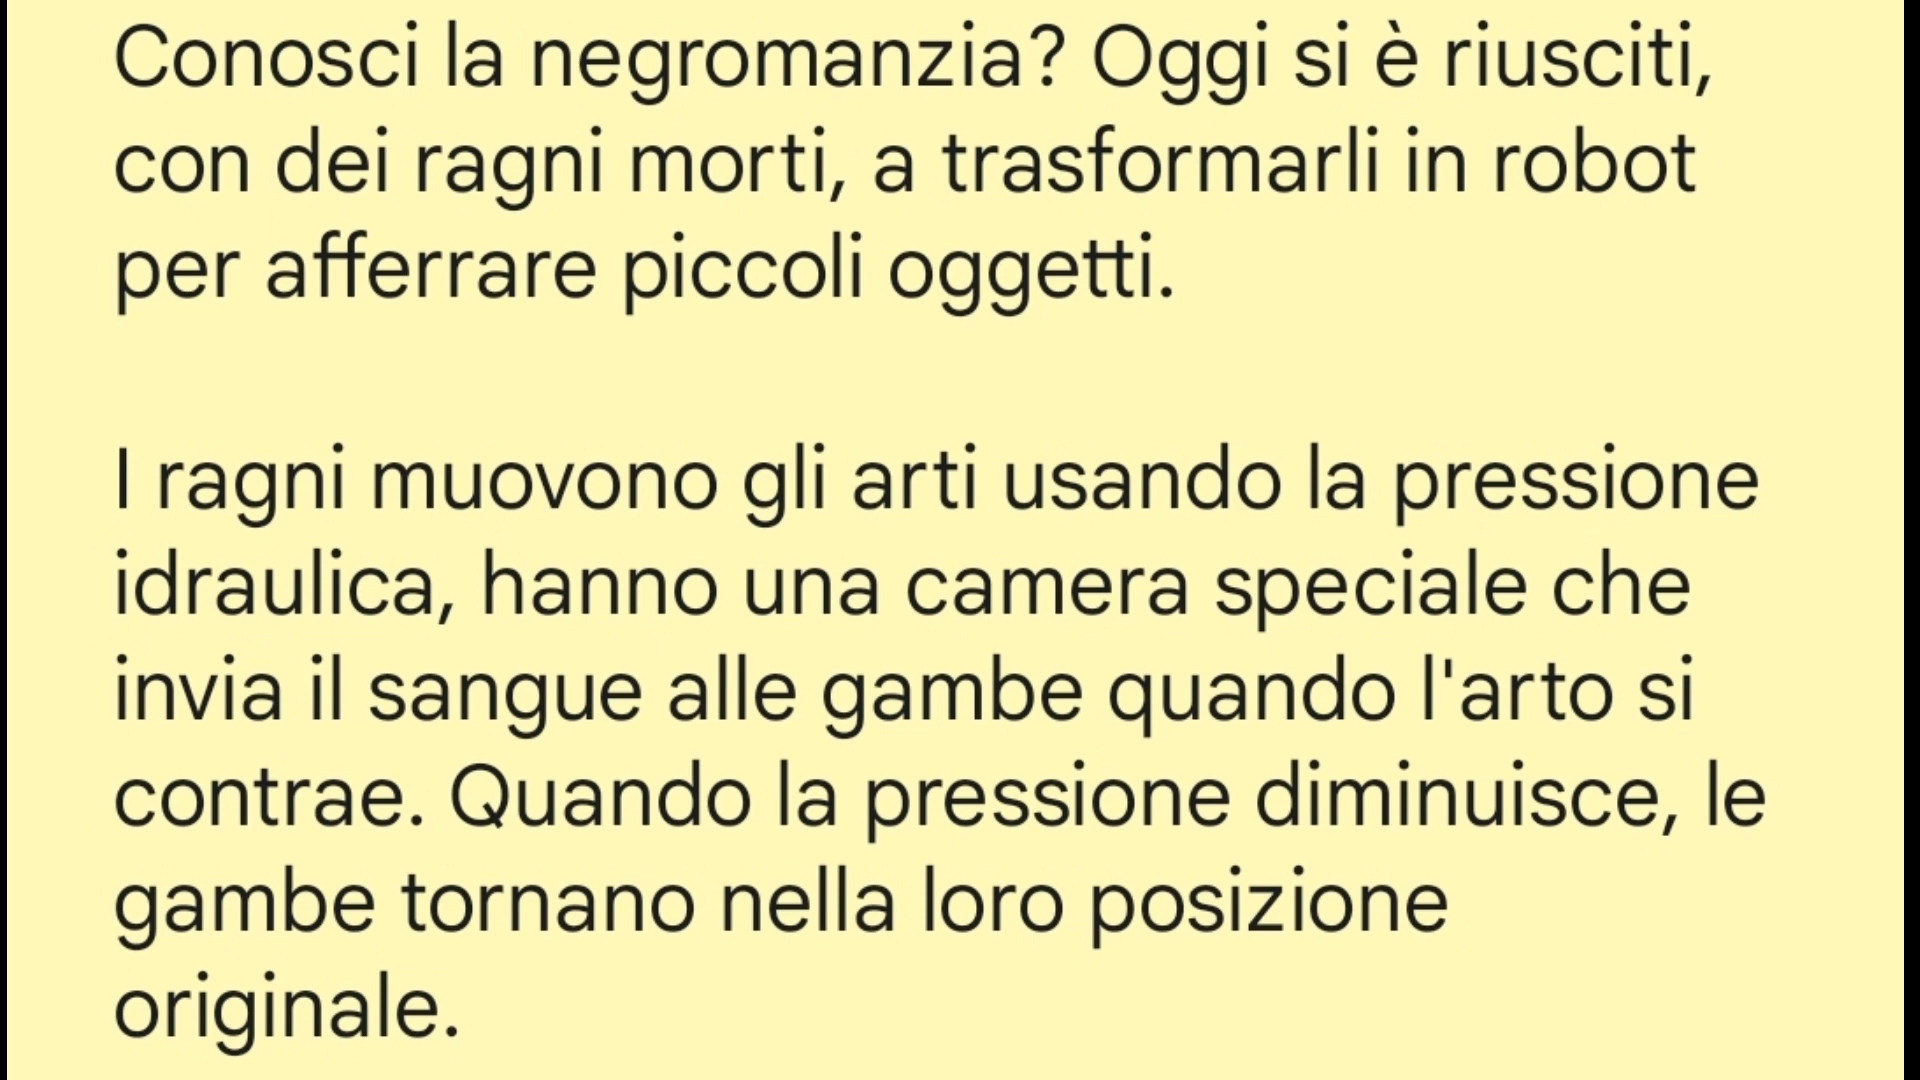 Conosci la negromanzia? Oggi si è riusciti,
con dei ragni morti, a trasformarli in robot
per afferrare piccoli oggetti.
I ragni muovono gli arti usando la pressione
idraulica, hanno una camera speciale che
invia il sangue alle gambe quando l'arto si
contrae. Quando la pressione diminuisce, le
gambe tornano nella loro posizione
originale.